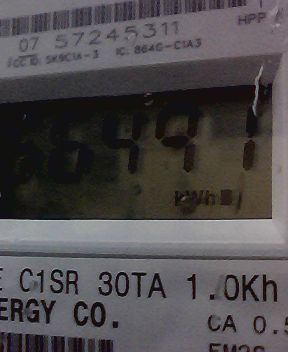 HPP
07 57245311
FCC ID: SK9C1A-3 IC: 864G-C1A3
kWh
E C1SR 30TA 1.0Kh
ERGY CO.
CA 0.5